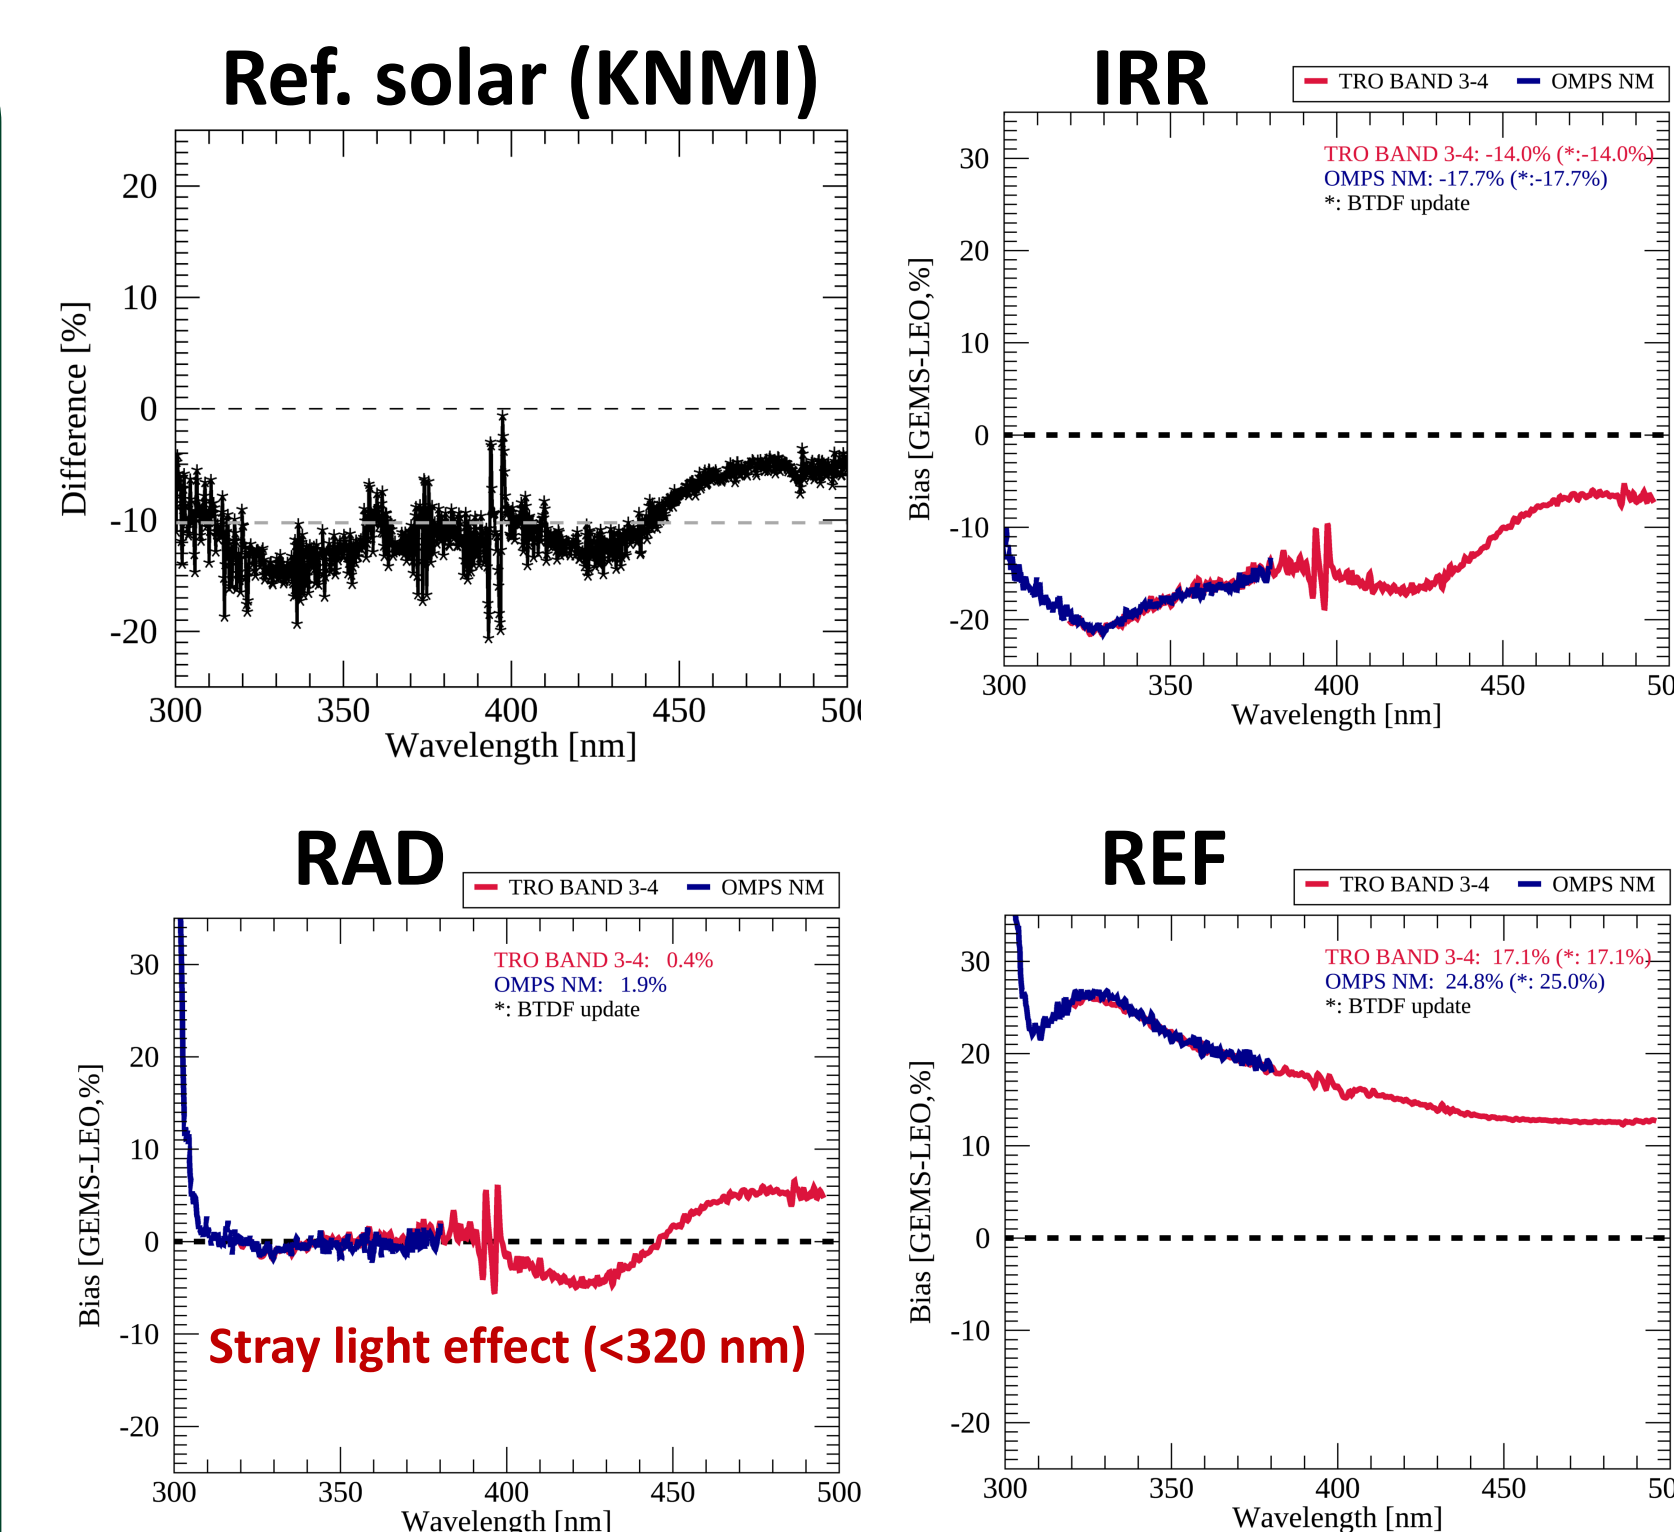 Ref. solar (KNMI)
Difference [%]
20
10
0
-10
-20
300 350 400 450
Wavelength [nm]
IRR
TRO BAND 3-4 OMPS NM
TRO BAND 3-4: -14.0% (*:-14.0%)
OMPS NM: -17.7% (*:-17.7%)
*: BTDF update
Bias [GEMS-LEO,%]
30
20
10
0
-10
-20
300 350 400 450
Wavelength [nm]
RAD
TRO BAND 3-4 OMPS NM
TRO BAND 3-4: 0.4%
OMPS NM: 1.9%
*: BTDF update
Bias [GEMS-LEO,%]
30
20
10
0
-10
-20
Stray light effect (<320 nm)
300 350 400 450 500
Wavelength [nm]
REF
TRO BAND 3-4 OMPS NM
TRO BAND 3-4: 17.1% (*: 17.1%)
OMPS NM: 24.8% (*: 25.0%)
*: BTDF update
Bias [GEMS-LEO,%]
30
20
10
0
-10
-20
300 350 400 450
Wavelength [nm]